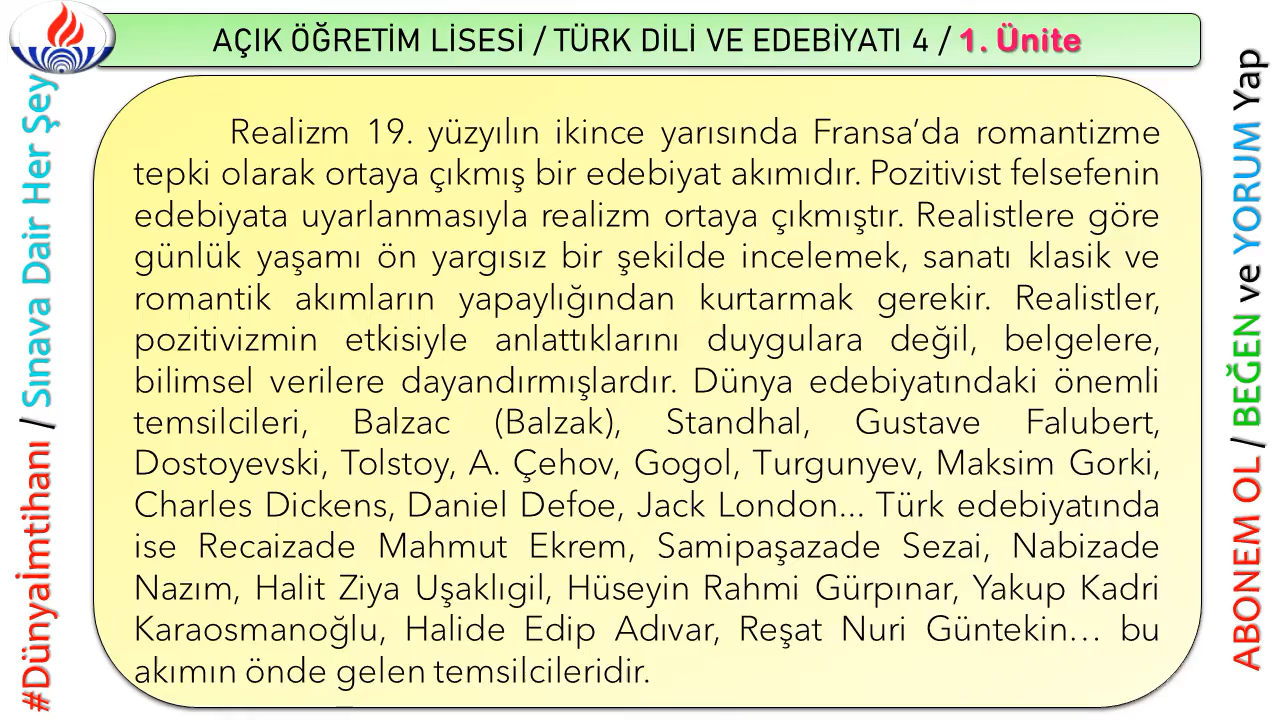 AÇIK ÖĞRETİM LİSESİ / TÜRK DİLİ VE EDEBİYATI 4 / 1. Ünite
#Dünyaİmtihanı / Sınava Dair Her Şey
Realizm 19. yüzyılın ikince yarısında Fransa’da romantizme
tepki olarak ortaya çıkmış bir edebiyat akımıdır. Pozitivist felsefenin
edebiyata uyarlanmasıyla realizm ortaya çıkmıştır. Realistlere göre
günlük yaşamı ön yargısız bir şekilde incelemek, sanatı klasik ve
romantik akımların yapaylığından kurtarmak gerekir. Realistler,
pozitivizmin etkisiyle anlattıklarını duygulara değil, belgelere,
bilimsel verilere dayandırmışlardır. Dünya edebiyatındaki önemli
temsilcileri, Balzac (Balzak), Standhal, Gustave Falubert,
Dostoyevski, Tolstoy, A. Çehov, Gogol, Turgunyev, Maksim Gorki,
Charles Dickens, Daniel Defoe, Jack London... Türk edebiyatında
ise Recaizade Mahmut Ekrem, Samipaşazade Sezai, Nabizade
Nazım, Halit Ziya Uşaklıgil, Hüseyin Rahmi Gürpınar, Yakup Kadri
Karaosmanoğlu, Halide Edip Adıvar, Reşat Nuri Güntekin… bu
akımın önde gelen temsilcileridir.
ABONEM OL / BEĞEN ve YORUM Yap